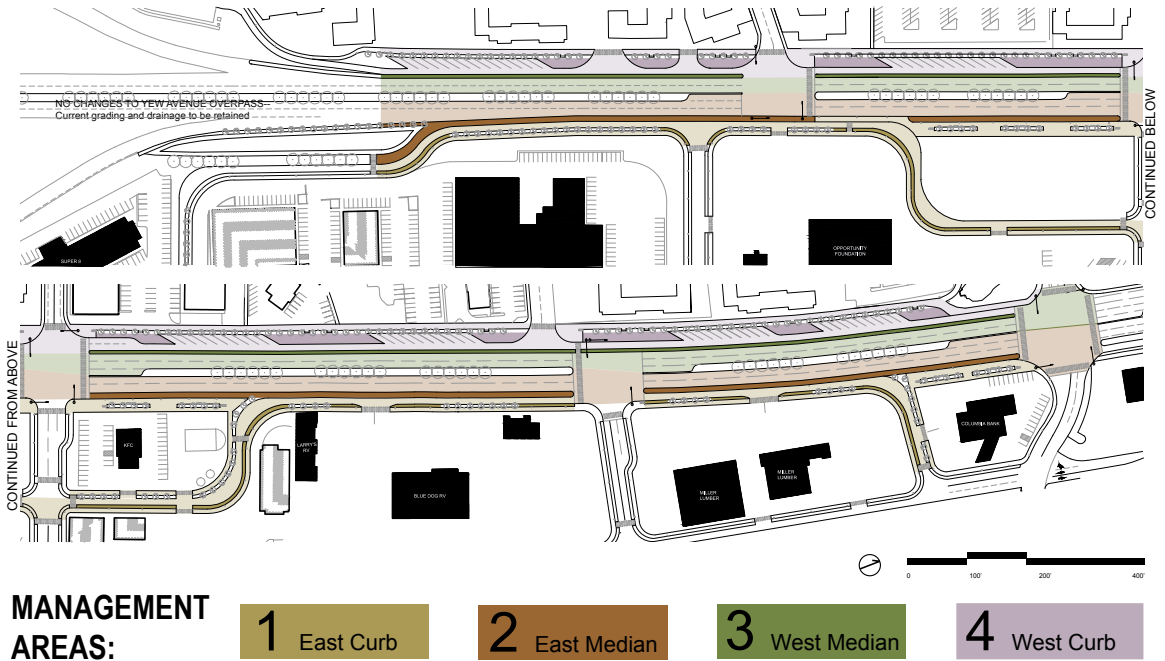 NO CHANGES TO YEW AVENUE OVERPASS--
Current grading and drainage to be retained
CONTINUED BELOW
SUPER 8
OPPORTUNITY
FOUNDATION
CONTINUED FROM ABOVE
KFC
LARRY'S
RV
BLUE DOG RV
MILLER
LUMBER
MILLER
LUMBER
COLUMBIA BANK
0 100' 200' 400'
MANAGEMENT
AREAS:
1 East Curb
2 East Median
3 West Median
4 West Curb